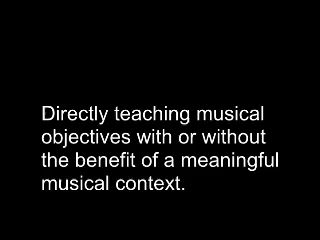 Directly teaching musical
objectives with or without
the benefit of a meaningful
musical context.